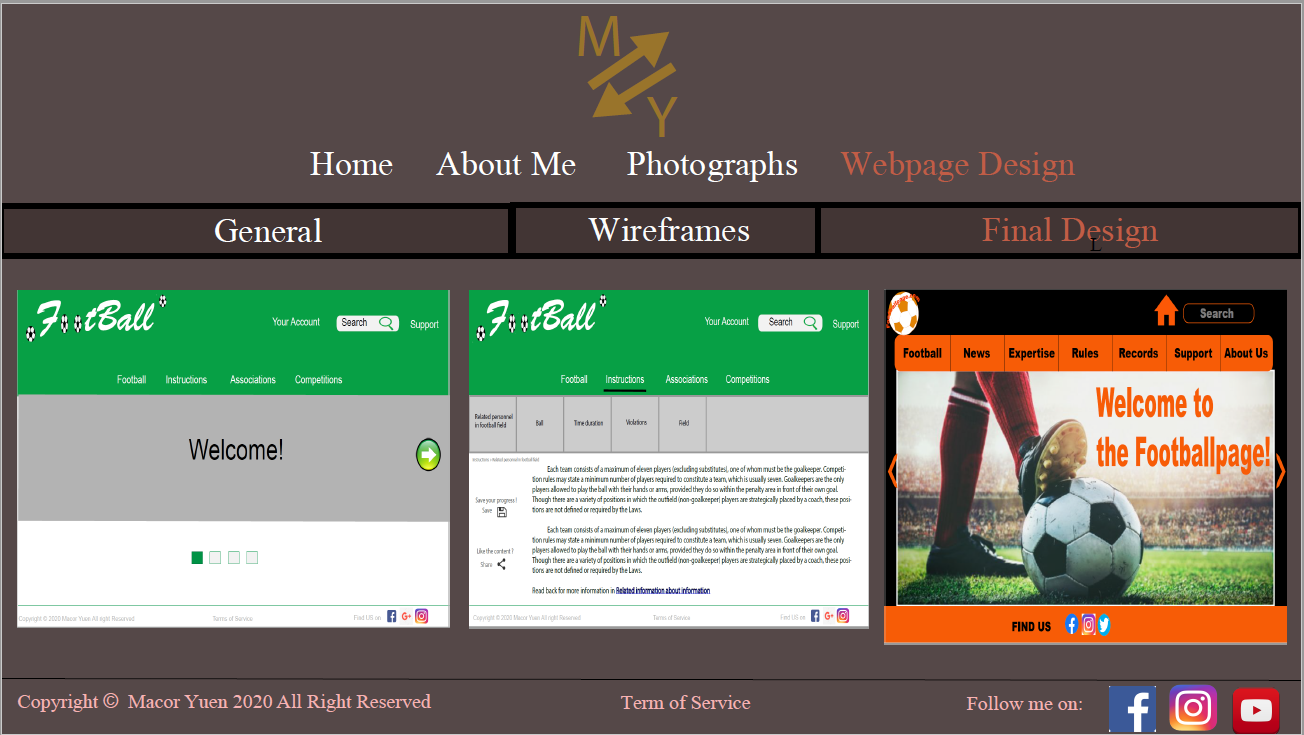 M
Y
Home About Me Photographs Webpage Design
General Wireframes Final Design
FootBall
Your Account Search Support
Football Instructions Associations Competitions
Welcome!
Copyright © 2020 Macor Yuen All right Reserved Terms of Service Find US on
FootBall
Your Account Search Support
Football Instructions Associations Competitions
Related personnel
in football field
Ball Time duration Violations Field
Instructions > Related personnel in football field
Each team consists of a maximum of eleven players (excluding substitutes), one of whom must be the goalkeeper. Competi-
tion rules may state a minimum number of players required to constitute a team, which is usually seven. Goalkeepers are the only
players allowed to play the ball with their hands or arms, provided they do so within the penalty area in front of their own goal.
Though there are a variety of positions in which the outfield (non-goalkeeper) players are strategically placed by a coach, these posi-
tions are not defined or required by the Laws.
Save your progress !
Save
Each team consists of a maximum of eleven players (excluding substitutes), one of whom must be the goalkeeper. Competi-
tion rules may state a minimum number of players required to constitute a team, which is usually seven. Goalkeepers are the only
players allowed to play the ball with their hands or arms, provided they do so within the penalty area in front of their own goal.
Though there are a variety of positions in which the outfield (non-goalkeeper) players are strategically placed by a coach, these posi-
tions are not defined or required by the Laws.
Like the content !
Share
Read back for more information in Related information about information
Copyright © 2020 Macor Yuen All right Reserved Terms of Service Find US on
Search
Football News Expertise Rules Records Support About Us
Welcome to
the Footballpage!
FIND US
Copyright © Macor Yuen 2020 All Right Reserved Term of Service Follow me on: